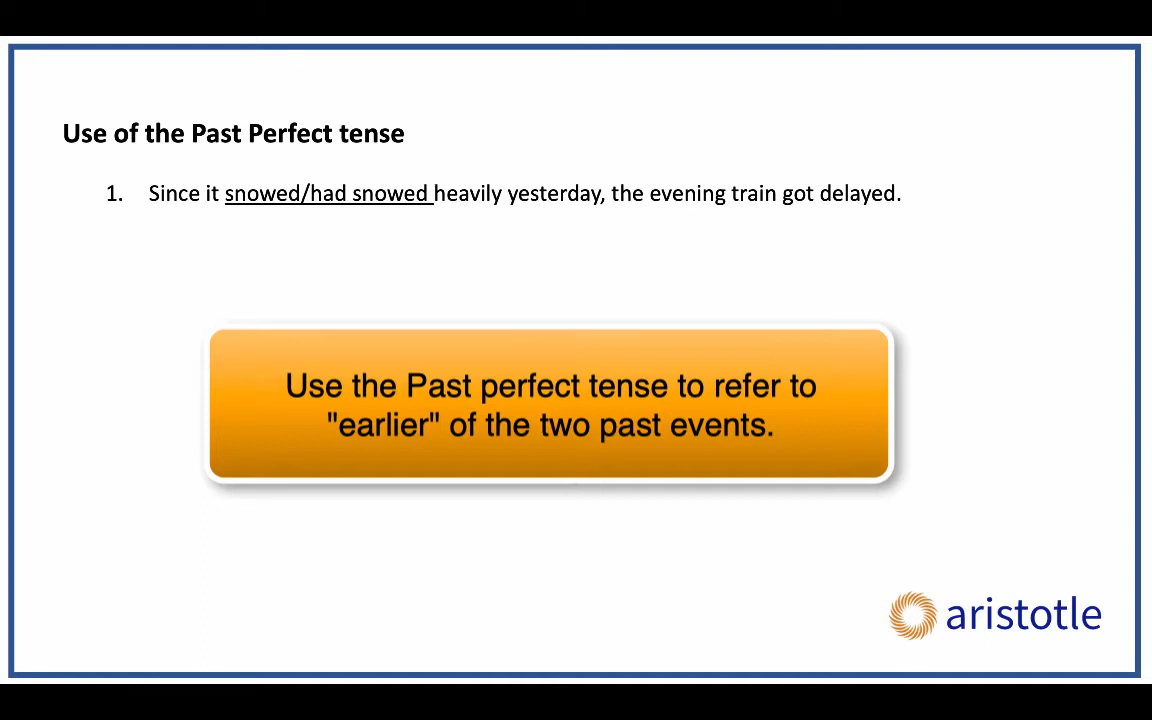 Use of the Past Perfect tense
1. Since it snowed/had snowed heavily yesterday, the evening train got delayed.
Use the Past perfect tense to refer to
"earlier" of the two past events.
aristotle